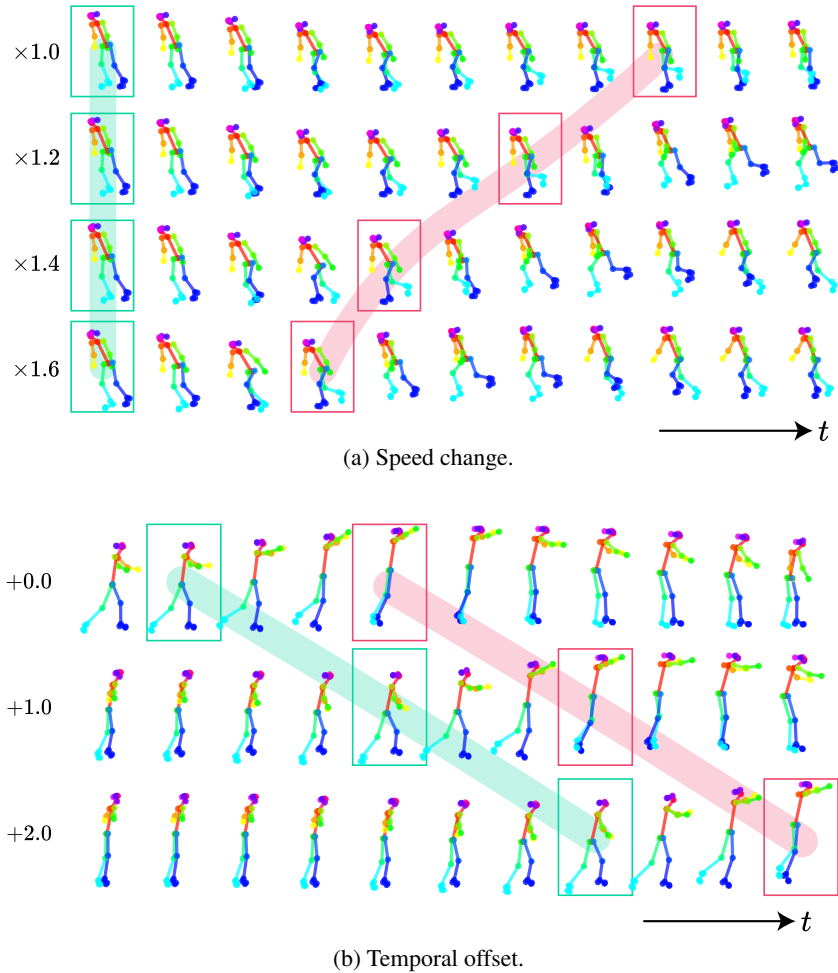 ×1.0
×1.2
×1.4
×1.6
t
(a) Speed change.
+0.0
+1.0
+2.0
t
(b) Temporal offset.